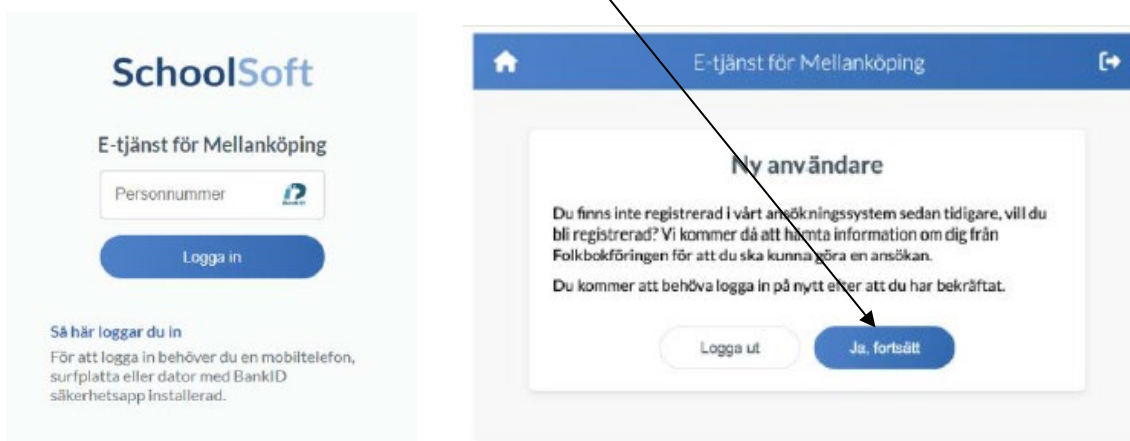 SchoolSoft
E-tjänst för Mellanköping
Personnummer
BankID
Logga in
Så här loggar du in
För att logga in behöver du en mobiltelefon,
surfplatta eller dator med BankID
säkerhetsapp installerad.
E-tjänst för Mellanköping
Ny användare
Du finns inte registrerad i vårt ansökningssystem sedan tidigare, vill du
bli registrerad? Vi kommer då att hämta information om dig från
Folkbokföringen för att du ska kunna göra en ansökan.
Du kommer att behöva logga in på nytt efter att du har bekräftat.
Logga ut
Ja, fortsätt